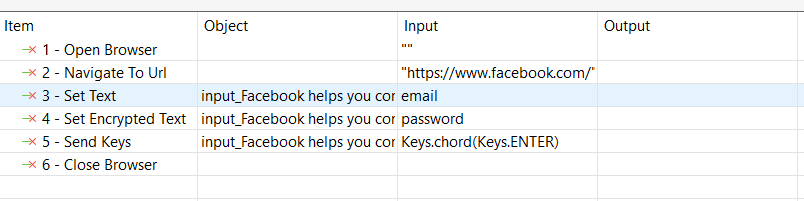 Item Object Input Output
1 - Open Browser ""
2 - Navigate To Url "https://www.facebook.com/"
3 - Set Text input_Facebook helps you cor email
4 - Set Encrypted Text input_Facebook helps you cor password
5 - Send Keys input_Facebook helps you cor Keys.chord(Keys.ENTER)
6 - Close Browser